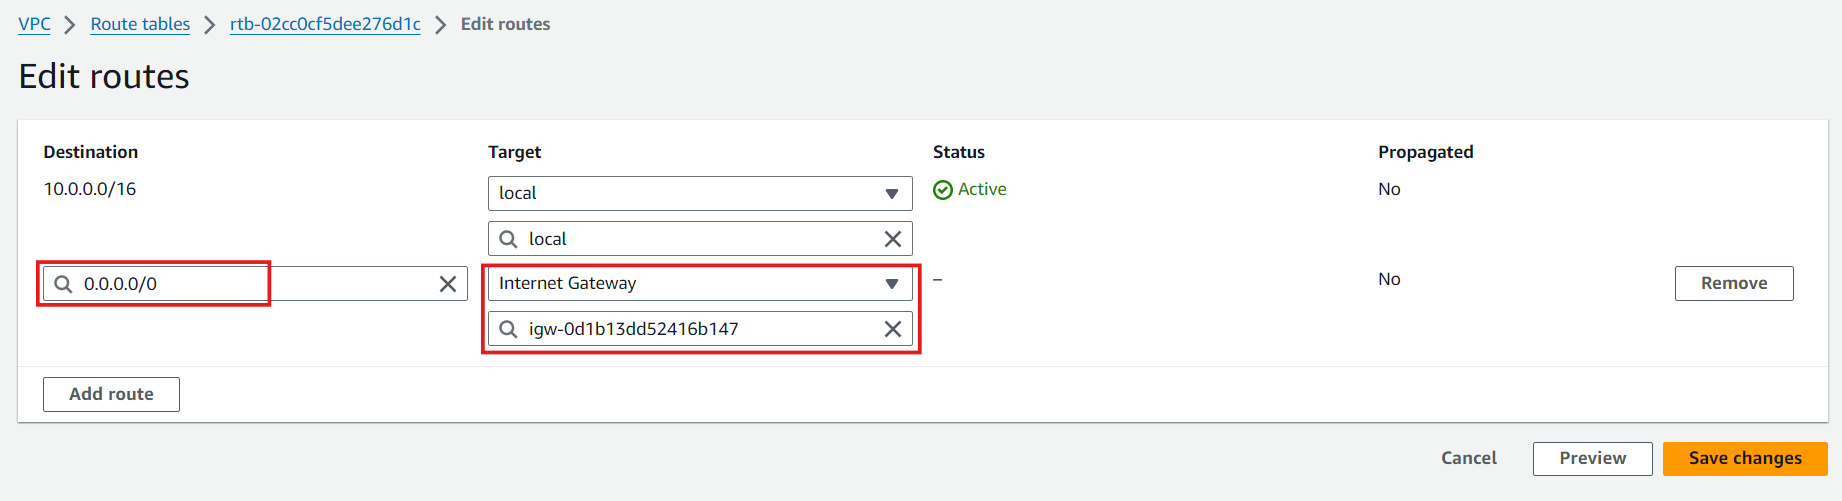 VPC > Route tables > rtb-02cc0cf5dee276d1c > Edit routes
Edit routes
Destination Target Status Propagated
10.0.0.0/16 local Active No
local
0.0.0.0/0 Internet Gateway – No Remove
igw-0d1b13dd52416b147
Add route
Cancel Preview Save changes